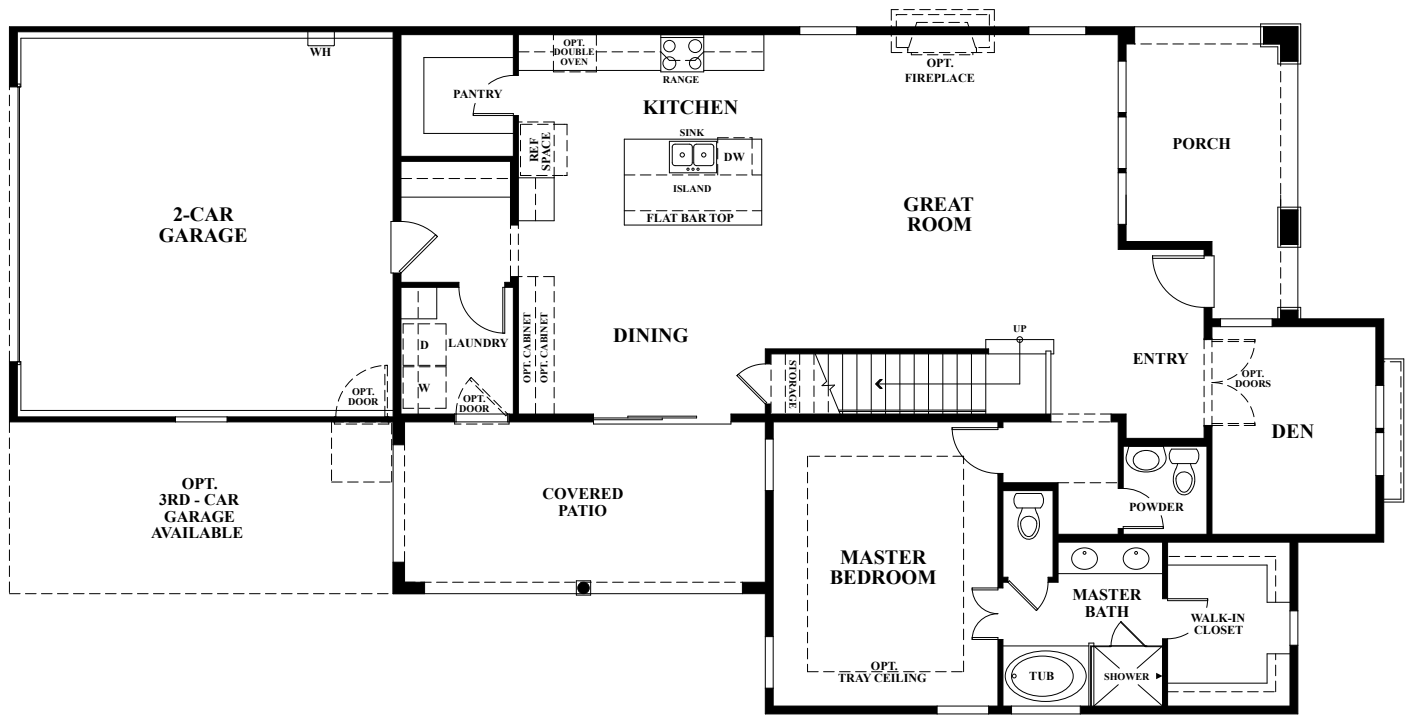 WH
OPT.
DOUBLE
OVEN
RANGE
OPT.
FIREPLACE
PANTRY
KITCHEN
SINK
REF
SPACE
DW
ISLAND
FLAT BAR TOP
PORCH
2-CAR
GARAGE
GREAT
ROOM
OPT. CABINET
OPT. CABINET
DINING
UP
D
LAUNDRY
W
OPT.
DOOR
OPT.
DOOR
STORAGE
ENTRY
OPT.
DOORS
DEN
OPT.
3RD - CAR
GARAGE
AVAILABLE
COVERED
PATIO
POWDER
MASTER
BEDROOM
MASTER
BATH
WALK-IN
CLOSET
OPT.
TRAY CEILING
TUB
SHOWER